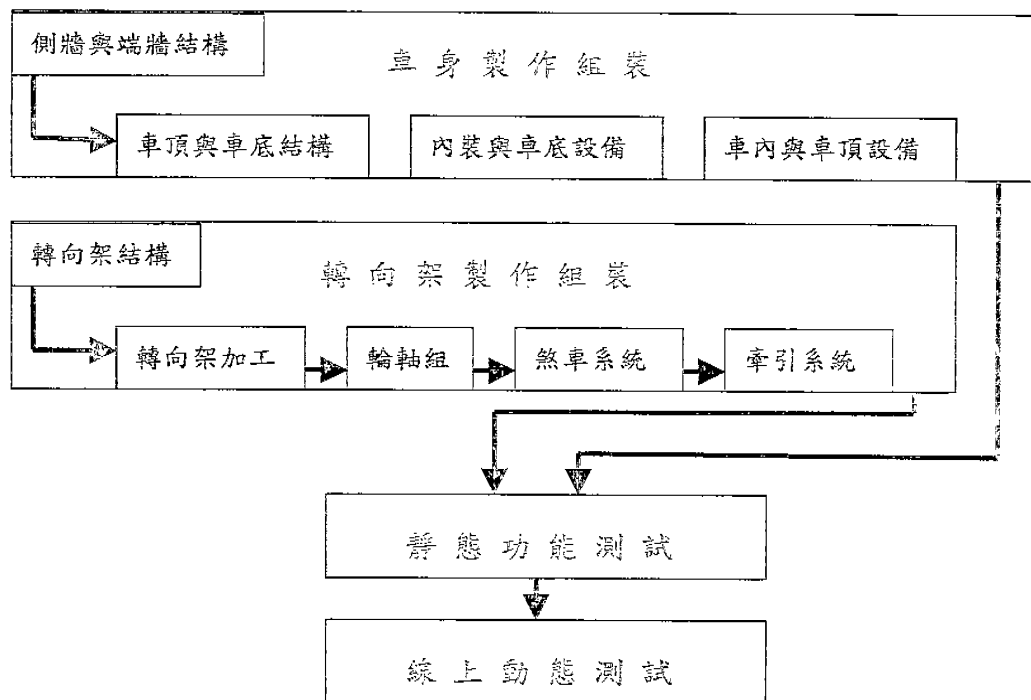 側牆與端牆結構
車身製作組裝
車頂與車底結構
內裝與車底設備
車內與車頂設備
轉向架結構
轉向架製作組裝
轉向架加工
輪軸組
煞車系統
牽引系統
靜態功能測試
線上動態測試